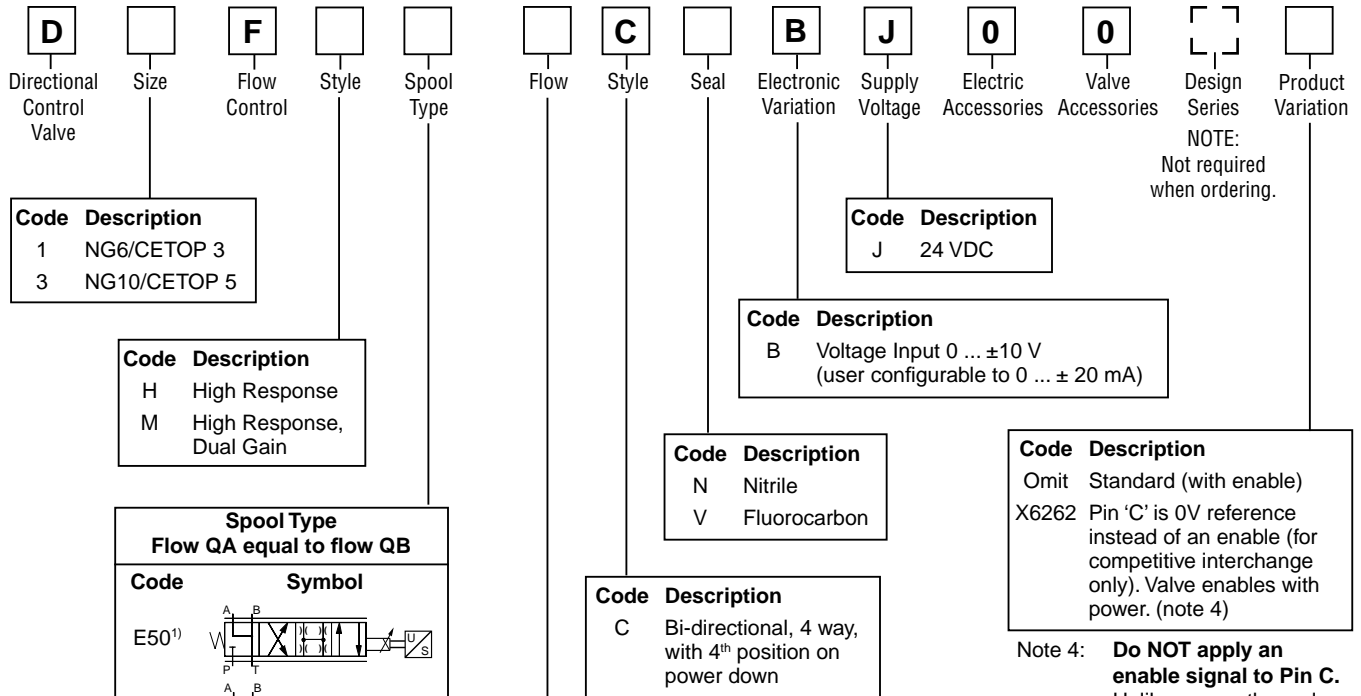 D F C B J 0 0
Directional Control Valve
Size
Flow Control
Style
Spool Type
Flow
Style
Seal
Electronic Variation
Supply Voltage
Electric Accessories
Valve Accessories
Design Series
NOTE:
Not required
when ordering.
Product Variation
Code Description
1 NG6/CETOP 3
3 NG10/CETOP 5
Code Description
J 24 VDC
Code Description
B Voltage Input 0 ... ±10 V
(user configurable to 0 ... ± 20 mA)
Code Description
H High Response
M High Response,
Dual Gain
Code Description
N Nitrile
V Fluorocarbon
Code Description
Omit Standard (with enable)
X6262 Pin ‘C’ is 0V reference
instead of an enable (for
competitive interchange
only). Valve enables with
power. (note 4)
Spool Type
Flow QA equal to flow QB
Code Symbol
E50¹⁾
A B
P T
U S
A B
Code Description
C Bi-directional, 4 way,
with 4th position on
power down
Note 4: Do NOT apply an
enable signal to Pin C.